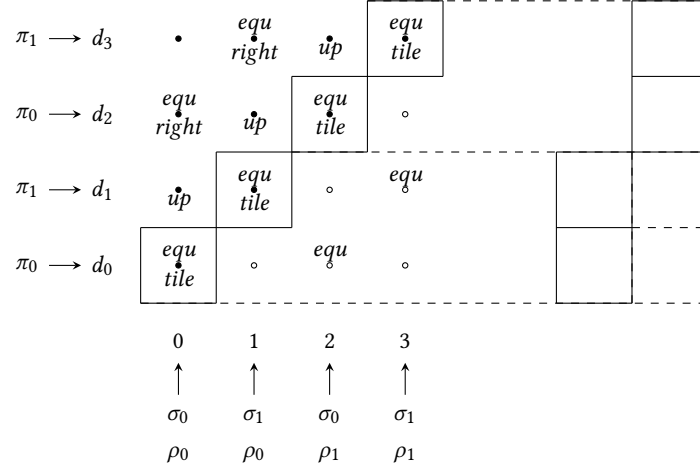 π₁ → d₃ equ right up equ tile
π₀ → d₂ equ right up equ tile
π₁ → d₁ up equ tile equ
π₀ → d₀ equ tile equ
0 1 2 3
σ₀ σ₁ σ₀ σ₁
ρ₀ ρ₀ ρ₁ ρ₁